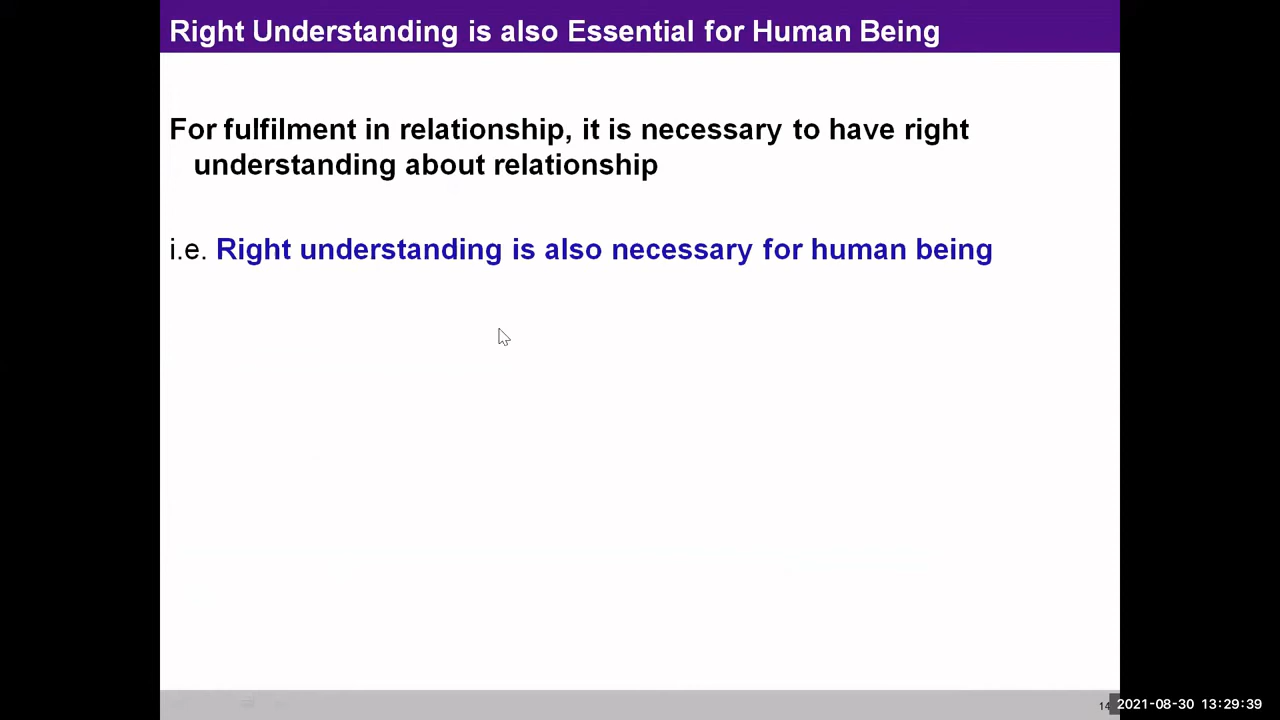 Right Understanding is also Essential for Human Being
For fulfilment in relationship, it is necessary to have right
understanding about relationship
i.e. Right understanding is also necessary for human being
14
2021-08-30 13:29:39